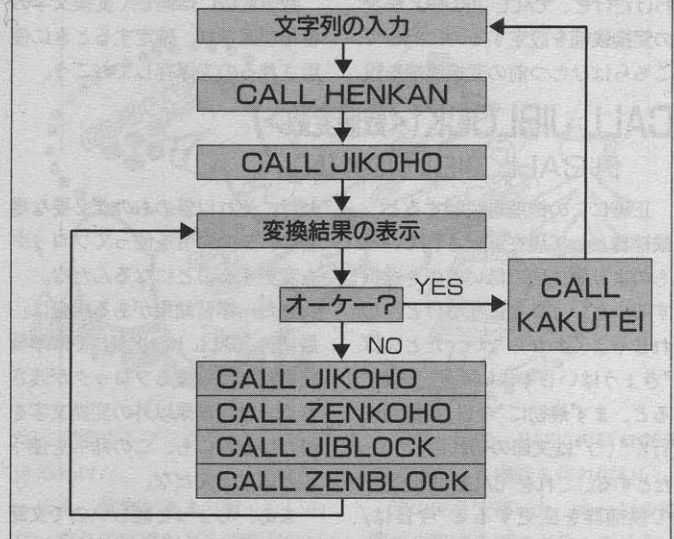 文字列の入力
CALL HENKAN
CALL JIKOHO
変換結果の表示
オーケー?
YES
CALL
KAKUTEI
NO
CALL JIKOHO
CALL ZENKOHO
CALL JIBLOCK
CALL ZENBLOCK